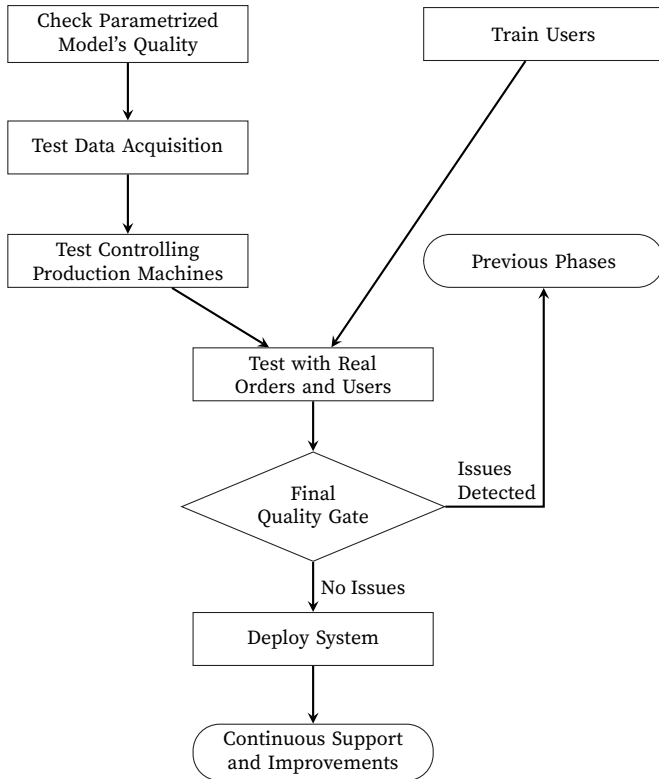 Check Parametrized
Model's Quality
Train Users
Test Data Acquisition
Test Controlling
Production Machines
Previous Phases
Test with Real
Orders and Users
Issues
Detected
Final
Quality Gate
No Issues
Deploy System
Continuous Support
and Improvements